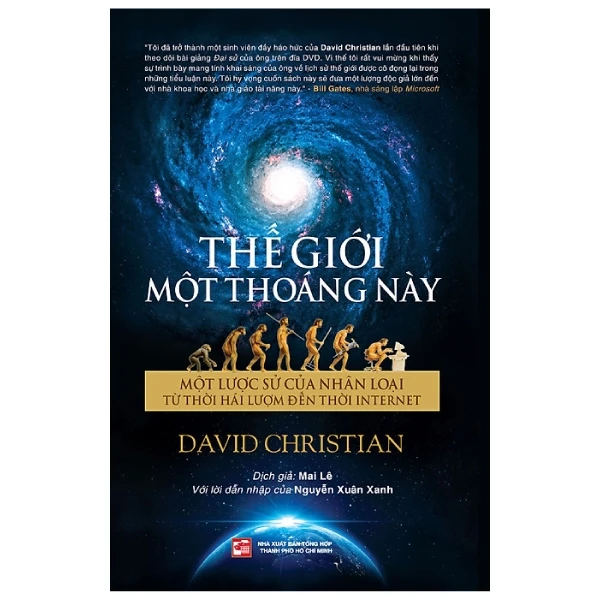 "Tôi đã trở thành một sinh viên đầy háo hức của David Christian lần đầu tiên khi
theo dõi bài giảng Đại sử của ông trên đĩa DVD. Vì thế tôi rất vui mừng khi thấy
sự trình bày mang tính khai sáng của ông về lịch sử thế giới được cô đọng lại trong
những tiểu luận này. Tôi hy vọng cuốn sách này sẽ đưa một lượng độc giả lớn đến
với nhà khoa học và nhà giáo tài năng này." - Bill Gates, nhà sáng lập Microsoft
THẾ GIỚI
MỘT THOÁNG NÀY
MỘT LƯỢC SỬ CỦA NHÂN LOẠI
TỪ THỜI HÁI LƯỢM ĐẾN THỜI INTERNET
DAVID CHRISTIAN
Dịch giả: Mai Lê
Với lời dẫn nhập của Nguyễn Xuân Xanh
NHÀ XUẤT BẢN TỔNG HỢP
THÀNH PHỐ HỒ CHÍ MINH